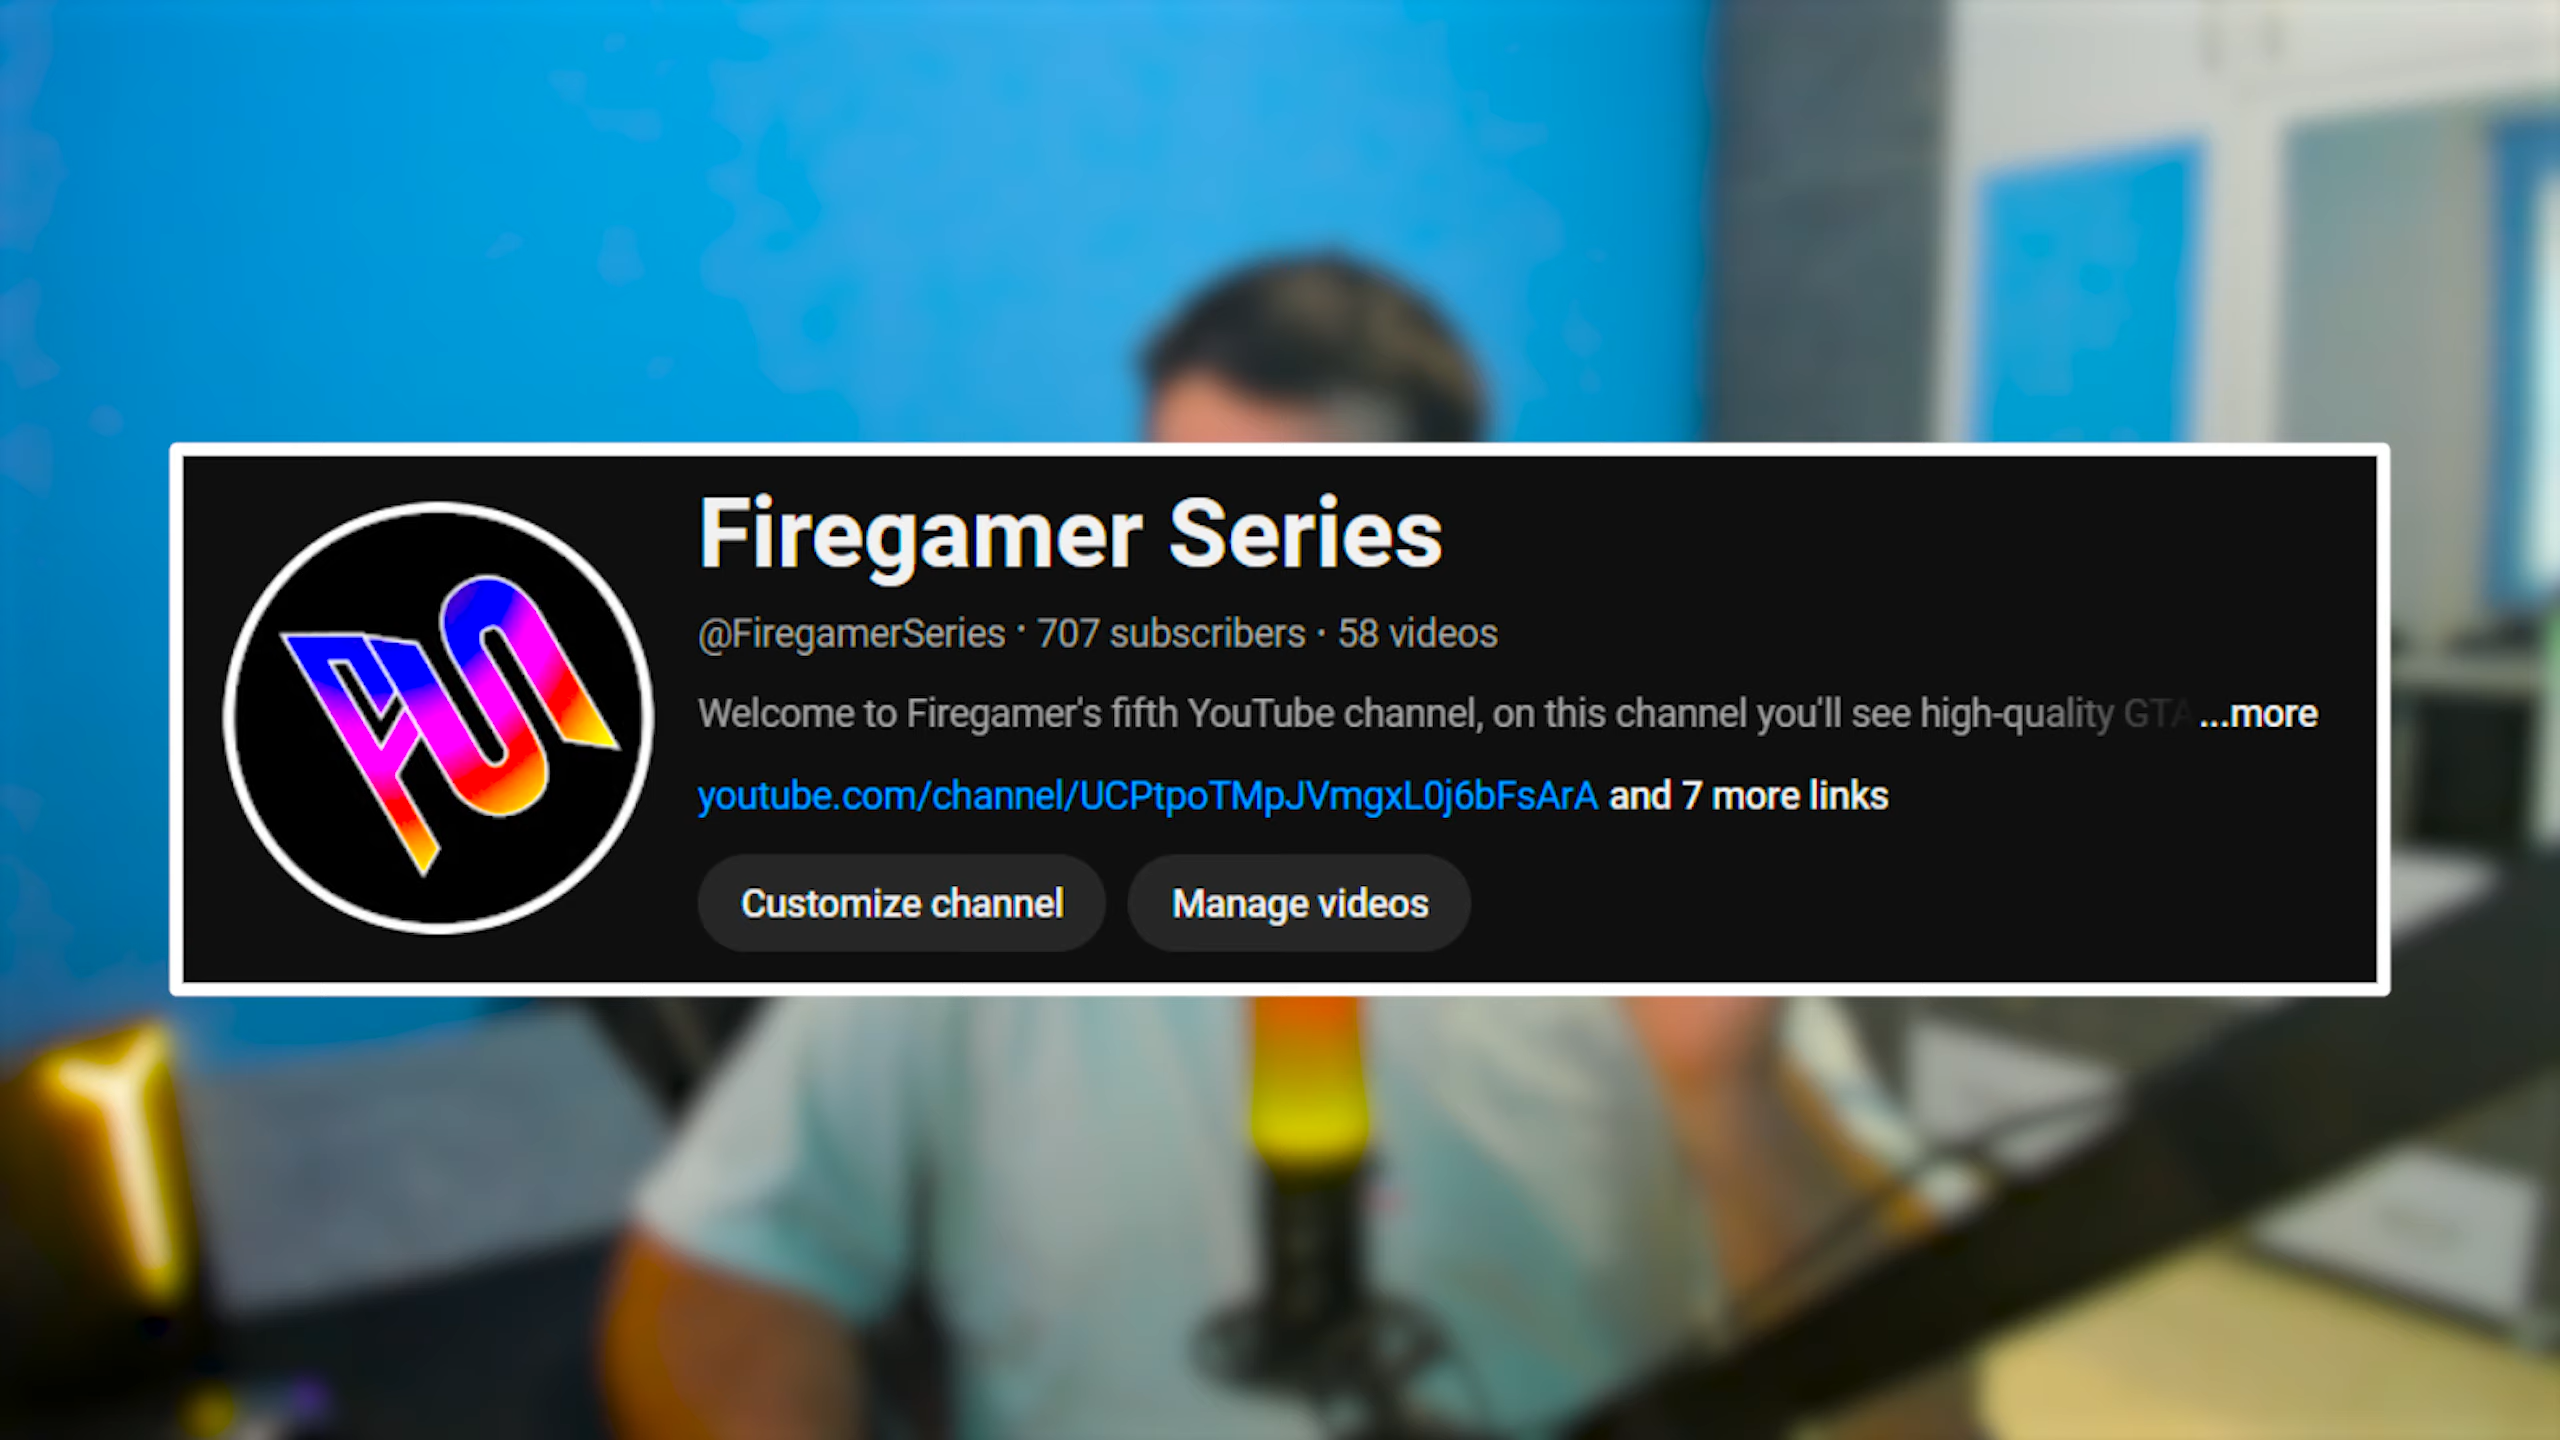 Firegamer Series
@FiregamerSeries · 707 subscribers · 58 videos
Welcome to Firegamer's fifth YouTube channel, on this channel you'll see high-quality GTA ...more
youtube.com/channel/UCPtpoTMpJVmgxL0j6bFsArA and 7 more links
Customize channel
Manage videos